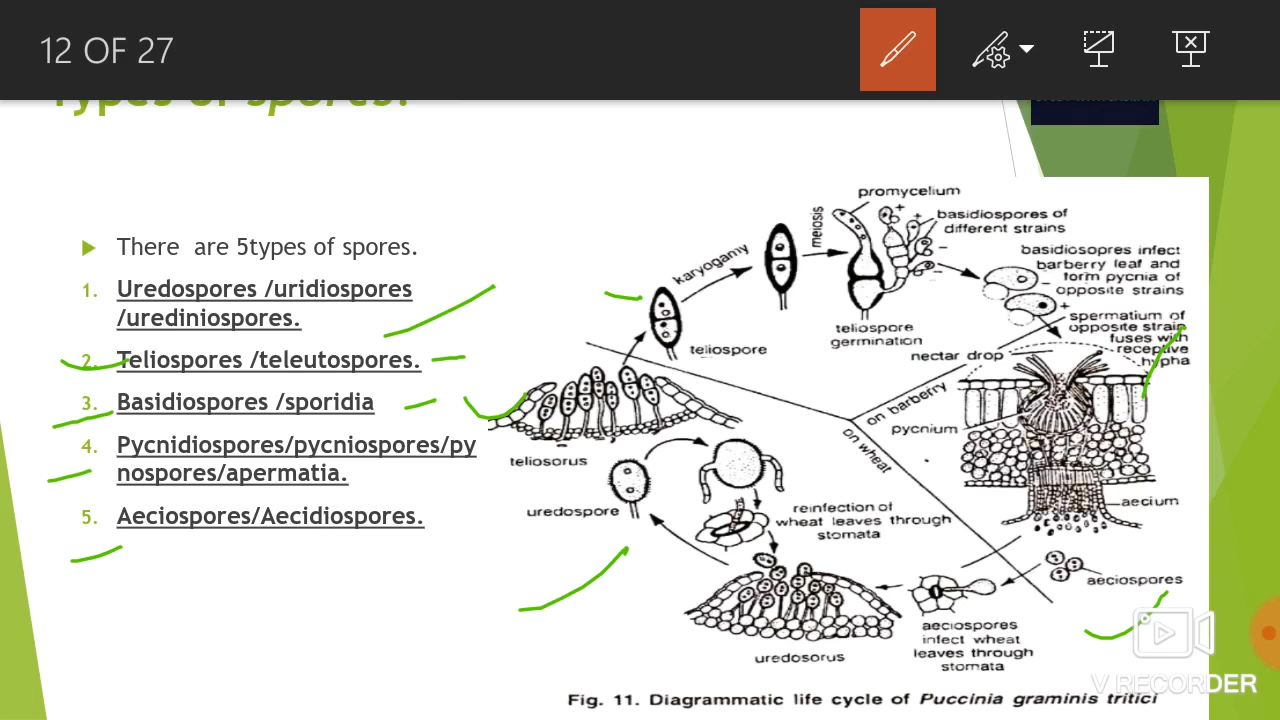 12 OF 27
Types of spores:
There are 5types of spores.
1. Uredospores /uridiospores
/urediniospores.
2. Teliospores /teleutospores.
3. Basidiospores /sporidia
4. Pycnidiospores/pycniospores/py
nospores/apermatia.
5. Aeciospores/Aecidiospores.
promycelium
meiosis
karyogamy
basidiospores of
different strains
basidiosopres infect
barberry leaf and
form pycnia of
opposite strains
spermatium of
opposite strain
fuses with
receptive
hypha
teliospore
teliospore
germination
nectar drop
on barberry
on wheat
pycnium
teliosorus
uredospore
reinfection of
wheat leaves through
stomata
aecium
aeciospores
aeciospores
infect wheat
leaves through
stomata
uredosorus
Fig. 11. Diagrammatic life cycle of Puccinia graminis tritici
V RECORDER